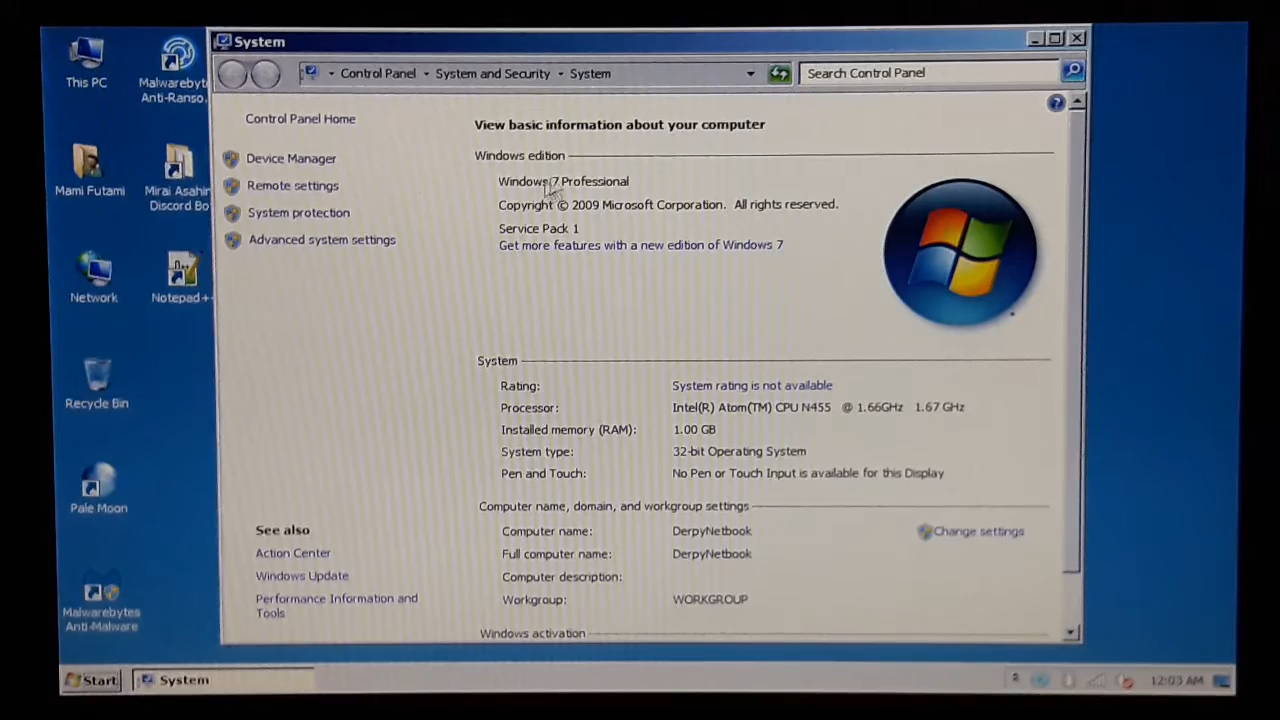 System
Control Panel
System and Security
System
Search Control Panel
This PC
Malwareby
Anti-Ranso..
Mami Futami
Mirai Asahin
Discord Bo
Network
Notepad+
Recycle Bin
Pale Moon
Malwarebytes
Anti-Malware
Control Panel Home
Device Manager
Remote settings
System protection
Advanced system settings
See also
Action Center
Windows Update
Performance Information and
Tools
View basic information about your computer
Windows edition
Windows 7 Professional
Copyright © 2009 Microsoft Corporation. All rights reserved.
Service Pack 1
Get more features with a new edition of Windows 7
System
Rating: System rating is not available
Processor: Intel(R) Atom(TM) CPU N455 @ 1.66GHz 1.67 GHz
Installed memory (RAM): 1.00 GB
System type: 32-bit Operating System
Pen and Touch: No Pen or Touch Input is available for this Display
Computer name, domain, and workgroup settings
Computer name: DerpyNetbook
Change settings
Full computer name: DerpyNetbook
Computer description:
Workgroup: WORKGROUP
Windows activation
Start
System
12:03 AM